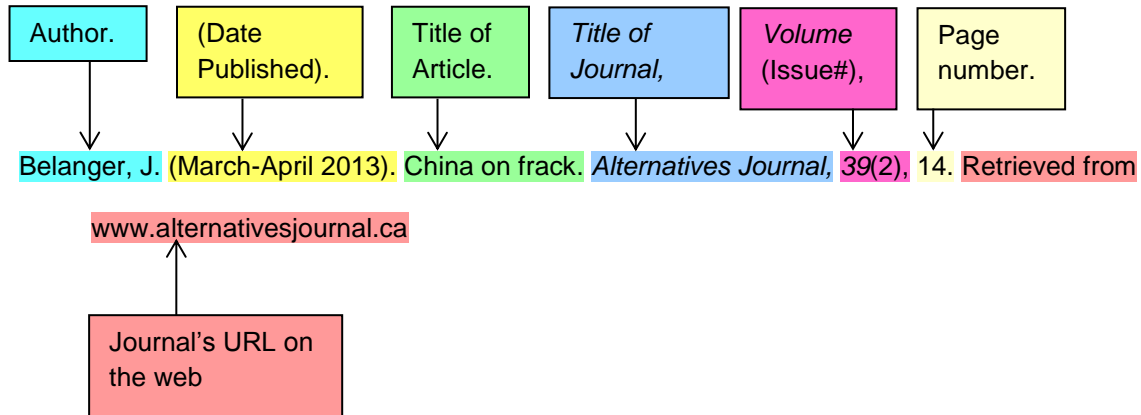 Author.
(Date
Published).
Title of
Article.
Title of
Journal,
Volume
(Issue#),
Page
number.
Belanger, J. (March-April 2013). China on frack. Alternatives Journal, 39(2), 14. Retrieved from
www.alternativesjournal.ca
Journal’s URL on
the web